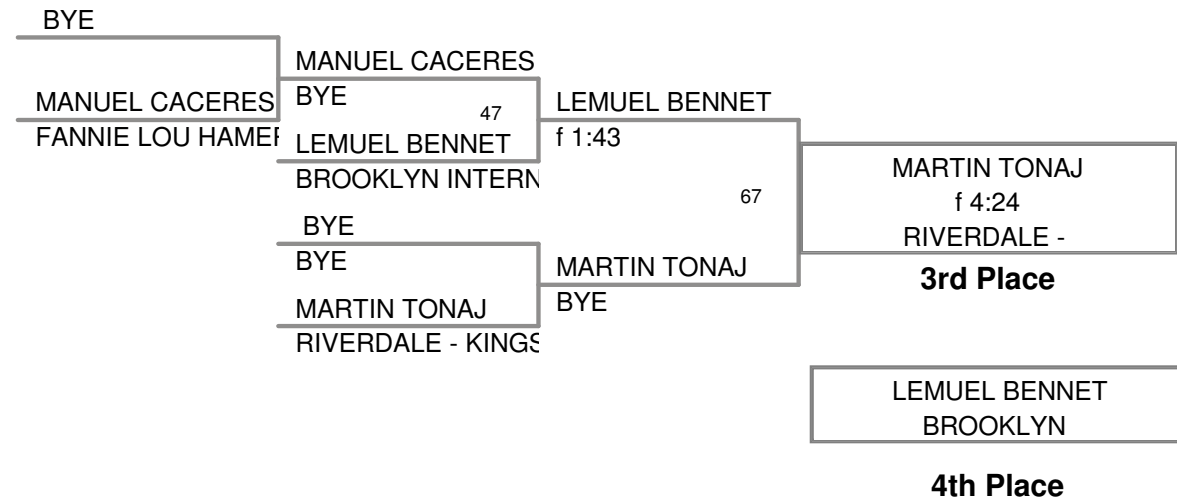 BYE
MANUEL CACERES
FANNIE LOU HAMER
MANUEL CACERES
BYE
47
LEMUEL BENNET
BROOKLYN INTERN
BYE
BYE
MARTIN TONAJ
RIVERDALE - KINGS
LEMUEL BENNET
f 1:43
67
MARTIN TONAJ
BYE
MARTIN TONAJ
f 4:24
RIVERDALE -
3rd Place
LEMUEL BENNET
BROOKLYN
4th Place